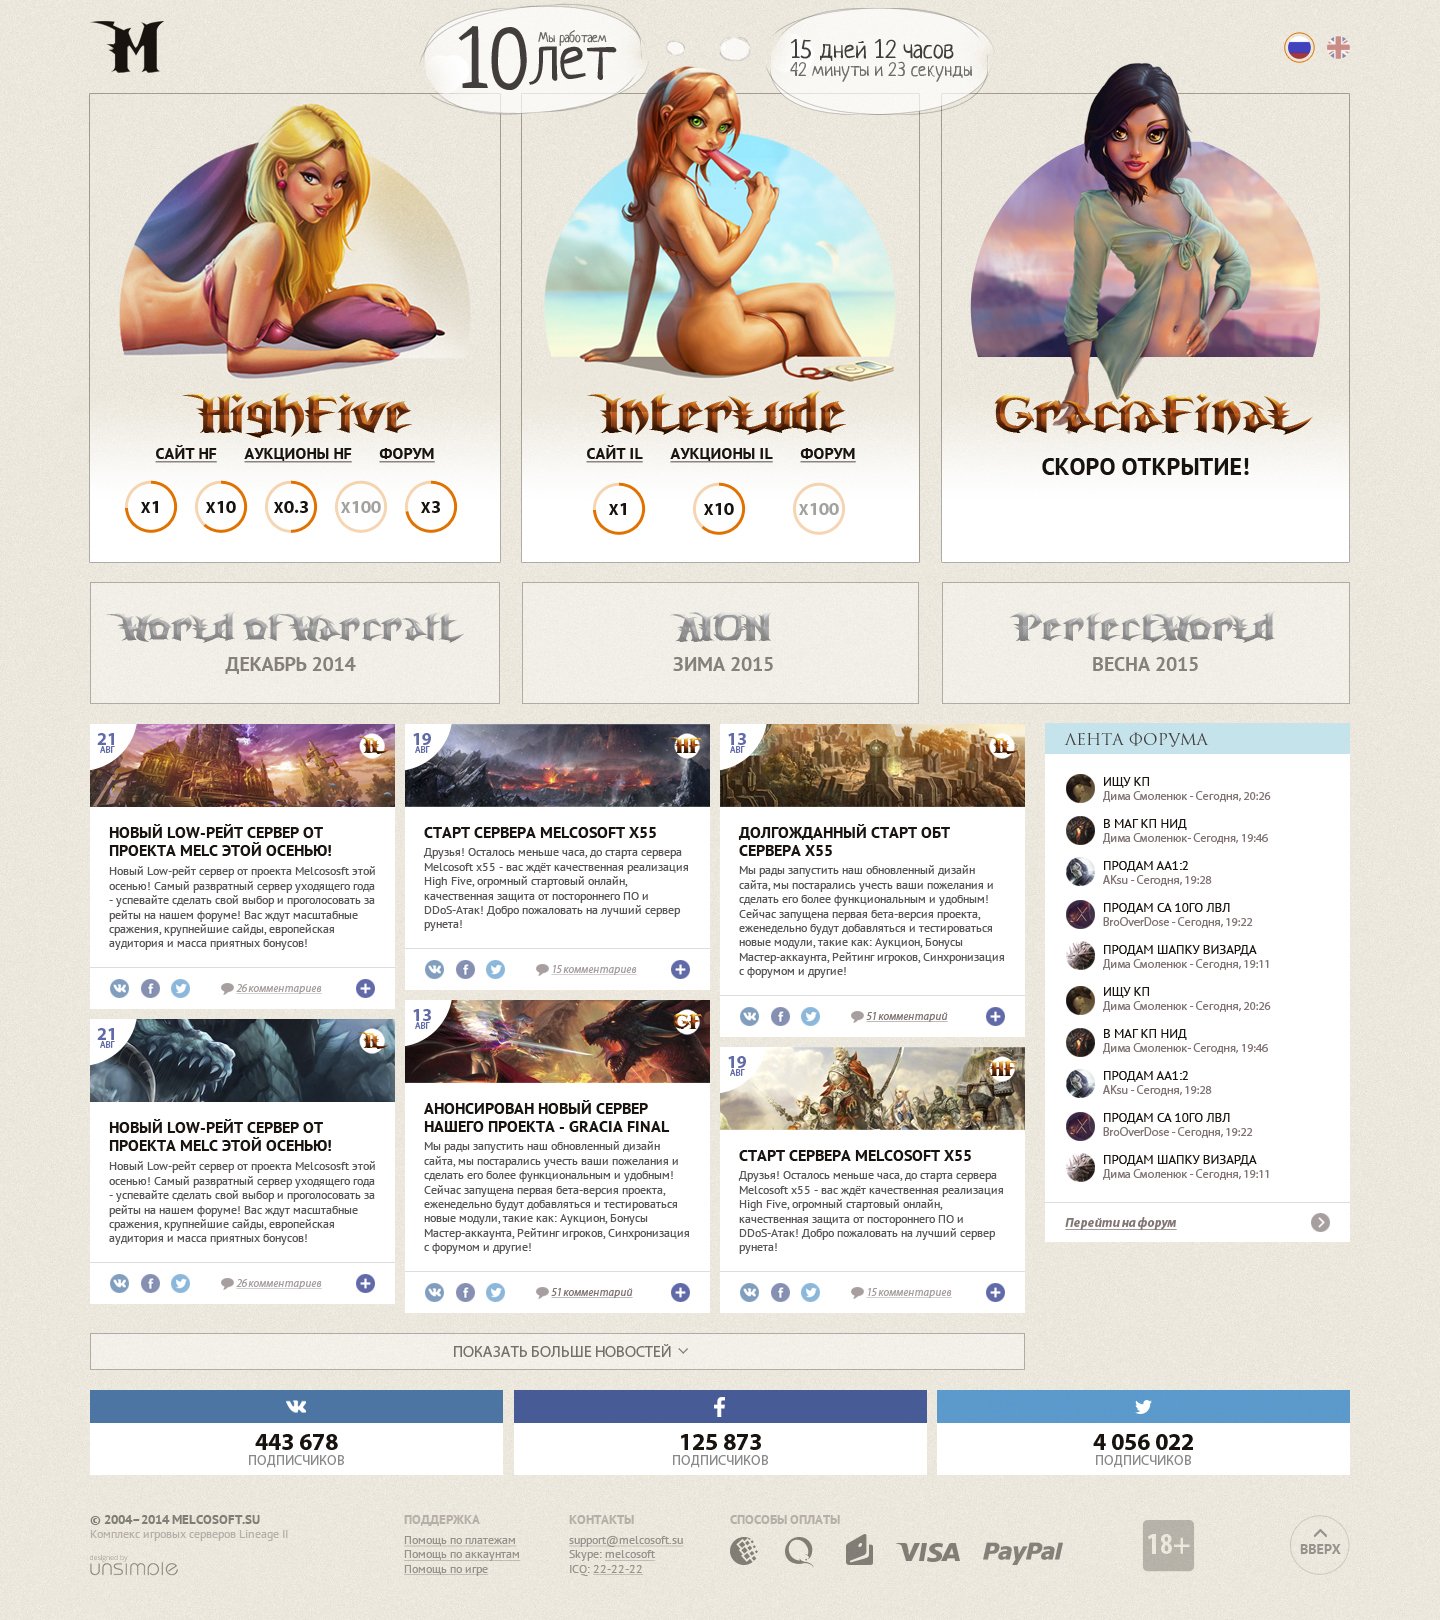 M
Мы работаем
10 лет
15 дней 12 часов
42 минуты и 23 секунды
HighFive
САЙТ HF АУКЦИОНЫ HF ФОРУМ
x1 x10 x0.3 x100 x3
Interlude
САЙТ IL АУКЦИОНЫ IL ФОРУМ
x1 x10 x100
GraciaFinal
СКОРО ОТКРЫТИЕ!
World of Warcraft
ДЕКАБРЬ 2014
AION
ЗИМА 2015
PerfectWorld
ВЕСНА 2015
21
АВГ
IL
НОВЫЙ LOW-РЕЙТ СЕРВЕР ОТ
ПРОЕКТА MELC ЭТОЙ ОСЕНЬЮ!
Новый Low-рейт сервер от проекта Melcososft этой
осенью! Самый развратный сервер уходящего года
- успевайте сделать свой выбор и проголосовать за
рейты на нашем форуме! Вас ждут масштабные
сражения, крупнейшие сайды, европейская
аудитория и масса приятных бонусов!
26 комментариев
21
АВГ
IL
НОВЫЙ LOW-РЕЙТ СЕРВЕР ОТ
ПРОЕКТА MELC ЭТОЙ ОСЕНЬЮ!
Новый Low-рейт сервер от проекта Melcososft этой
осенью! Самый развратный сервер уходящего года
- успевайте сделать свой выбор и проголосовать за
рейты на нашем форуме! Вас ждут масштабные
сражения, крупнейшие сайды, европейская
аудитория и масса приятных бонусов!
26 комментариев
19
АВГ
HF
СТАРТ СЕРВЕРА MELCOSOFT X55
Друзья! Осталось меньше часа, до старта сервера
Melcosoft x55 - вас ждёт качественная реализация
High Five, огромный стартовый онлайн,
качественная защита от постороннего ПО и
DDoS-Атак! Добро пожаловать на лучший сервер
рунета!
15 комментариев
13
АВГ
GF
АНОНСИРОВАН НОВЫЙ СЕРВЕР
НАШЕГО ПРОЕКТА - GRACIA FINAL
Мы рады запустить наш обновленный дизайн
сайта, мы постарались учесть ваши пожелания и
сделать его более функциональным и удобным!
Сейчас запущена первая бета-версия проекта,
еженедельно будут добавляться и тестироваться
новые модули, такие как: Аукцион, Бонусы
Мастер-аккаунта, Рейтинг игроков, Синхронизация
с форумом и другие!
51 комментарий
13
АВГ
IL
ДОЛГОЖДАННЫЙ СТАРТ ОБТ
СЕРВЕРА X55
Мы рады запустить наш обновленный дизайн
сайта, мы постарались учесть ваши пожелания и
сделать его более функциональным и удобным!
Сейчас запущена первая бета-версия проекта,
еженедельно будут добавляться и тестироваться
новые модули, такие как: Аукцион, Бонусы
Мастер-аккаунта, Рейтинг игроков, Синхронизация
с форумом и другие!
51 комментарий
19
АВГ
HF
СТАРТ СЕРВЕРА MELCOSOFT X55
Друзья! Осталось меньше часа, до старта сервера
Melcosoft x55 - вас ждёт качественная реализация
High Five, огромный стартовый онлайн,
качественная защита от постороннего ПО и
DDoS-Атак! Добро пожаловать на лучший сервер
рунета!
15 комментариев
ЛЕНТА ФОРУМА
ИЩУ КП
Дима Смоленюк - Сегодня, 20:26
В МАГ КП НИД
Дима Смоленюк - Сегодня, 19:46
ПРОДАМ АА1:2
AKsu - Сегодня, 19:28
ПРОДАМ СА 10ГО ЛВЛ
BroOverDose - Сегодня, 19:22
ПРОДАМ ШАПКУ ВИЗАРДА
Дима Смоленюк - Сегодня, 19:11
ИЩУ КП
Дима Смоленюк - Сегодня, 20:26
В МАГ КП НИД
Дима Смоленюк - Сегодня, 19:46
ПРОДАМ АА1:2
AKsu - Сегодня, 19:28
ПРОДАМ СА 10ГО ЛВЛ
BroOverDose - Сегодня, 19:22
ПРОДАМ ШАПКУ ВИЗАРДА
Дима Смоленюк - Сегодня, 19:11
Перейти на форум
ПОКАЗАТЬ БОЛЬШЕ НОВОСТЕЙ
443 678
ПОДПИСЧИКОВ
125 873
ПОДПИСЧИКОВ
4 056 022
ПОДПИСЧИКОВ
© 2004–2014 MELCOSOFT.SU
Комплекс игровых серверов Lineage II
designed by
unsimple
ПОДДЕРЖКА
Помощь по платежам
Помощь по аккаунтам
Помощь по игре
КОНТАКТЫ
support@melcosoft.su
Skype: melcosoft
ICQ: 22-22-22
СПОСОБЫ ОПЛАТЫ
VISA PayPal
18+
ВВЕРХ